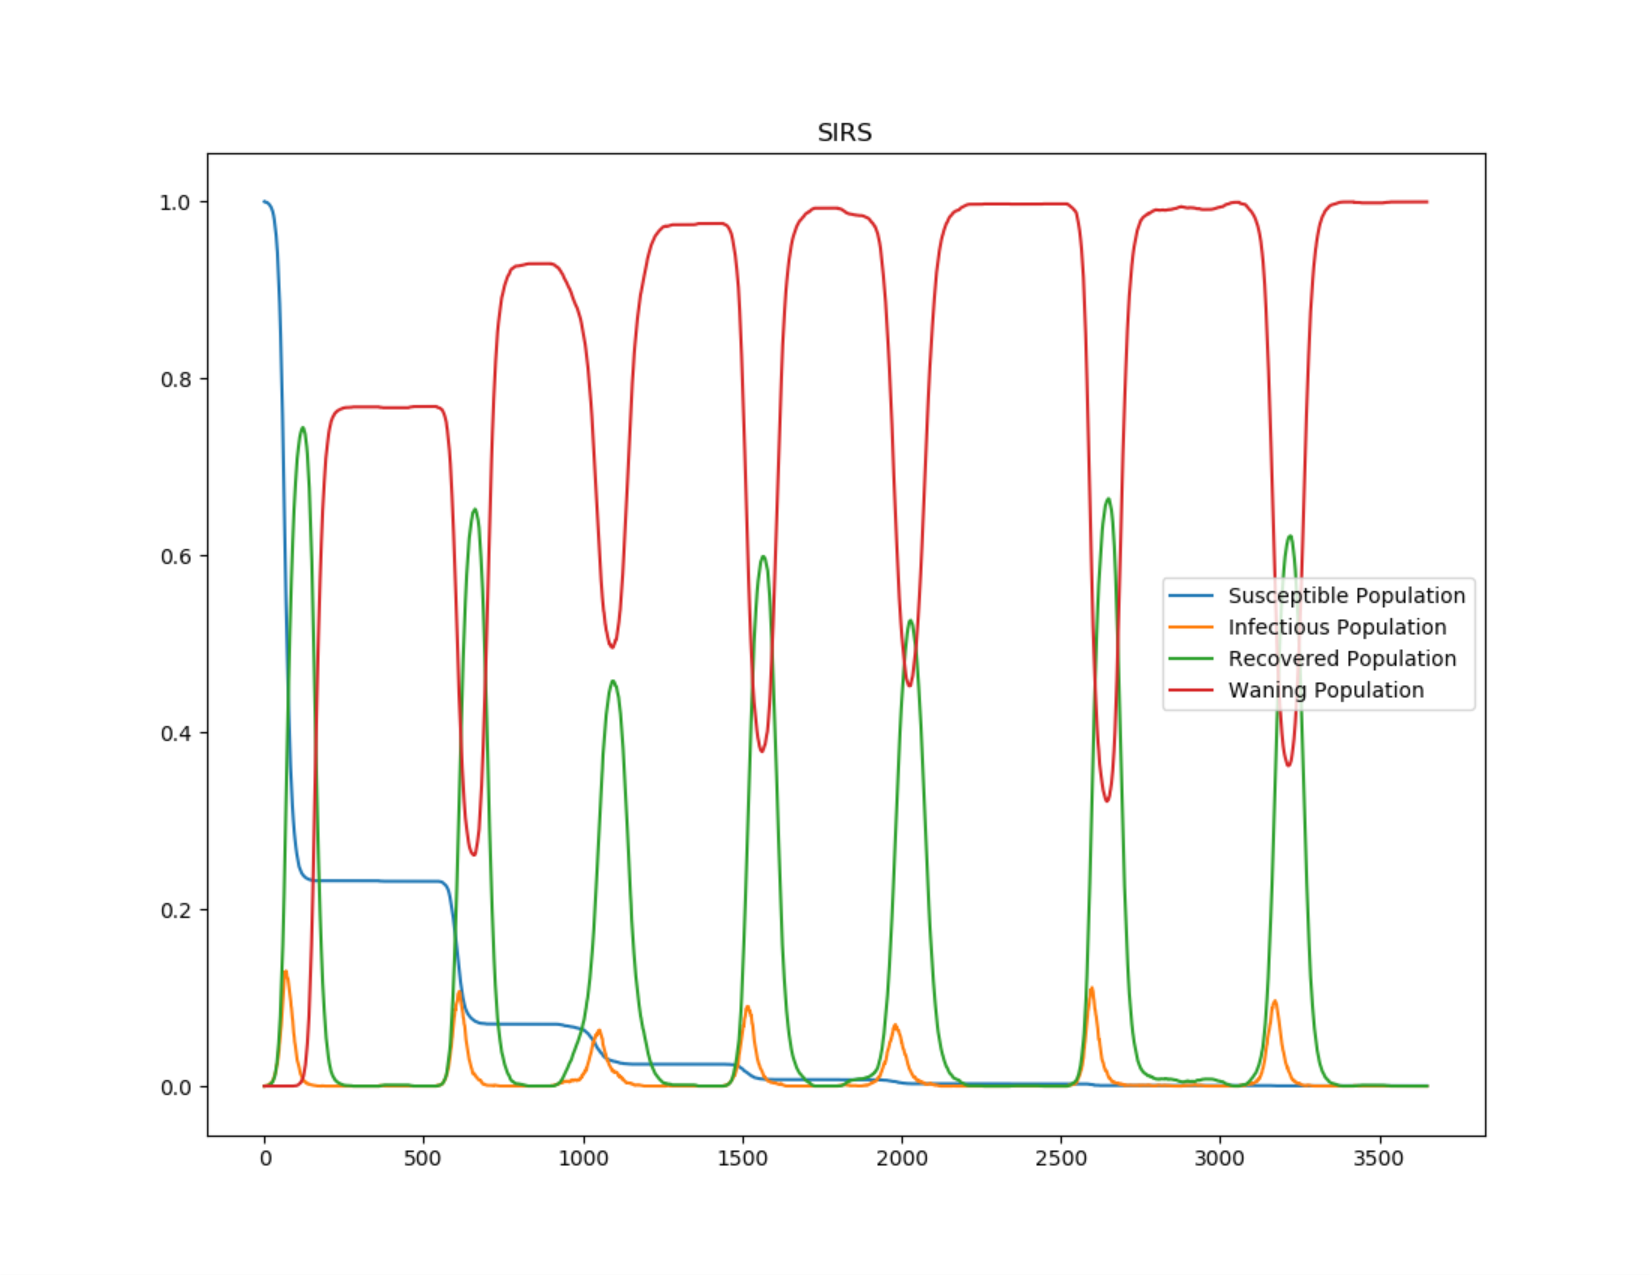 SIRS
1.0
0.8
0.6
0.4
0.2
0.0
Susceptible Population
Infectious Population
Recovered Population
Waning Population
0 500 1000 1500 2000 2500 3000 3500